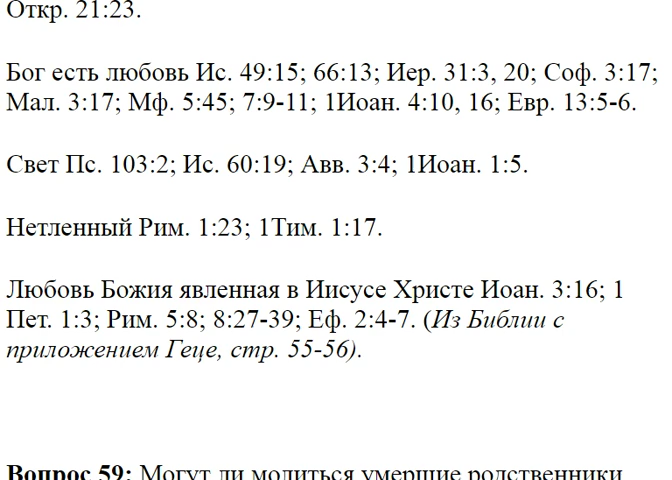 Откр. 21:23.
Бог есть любовь Ис. 49:15; 66:13; Иер. 31:3, 20; Соф. 3:17;
Мал. 3:17; Мф. 5:45; 7:9-11; 1Иоан. 4:10, 16; Евр. 13:5-6.
Свет Пс. 103:2; Ис. 60:19; Авв. 3:4; 1Иоан. 1:5.
Нетленный Рим. 1:23; 1Тим. 1:17.
Любовь Божия явленная в Иисусе Христе Иоан. 3:16; 1
Пет. 1:3; Рим. 5:8; 8:27-39; Еф. 2:4-7. (Из Библии с
приложением Геце, стр. 55-56).
Вопрос 59: Могут ли молиться умершие родственники